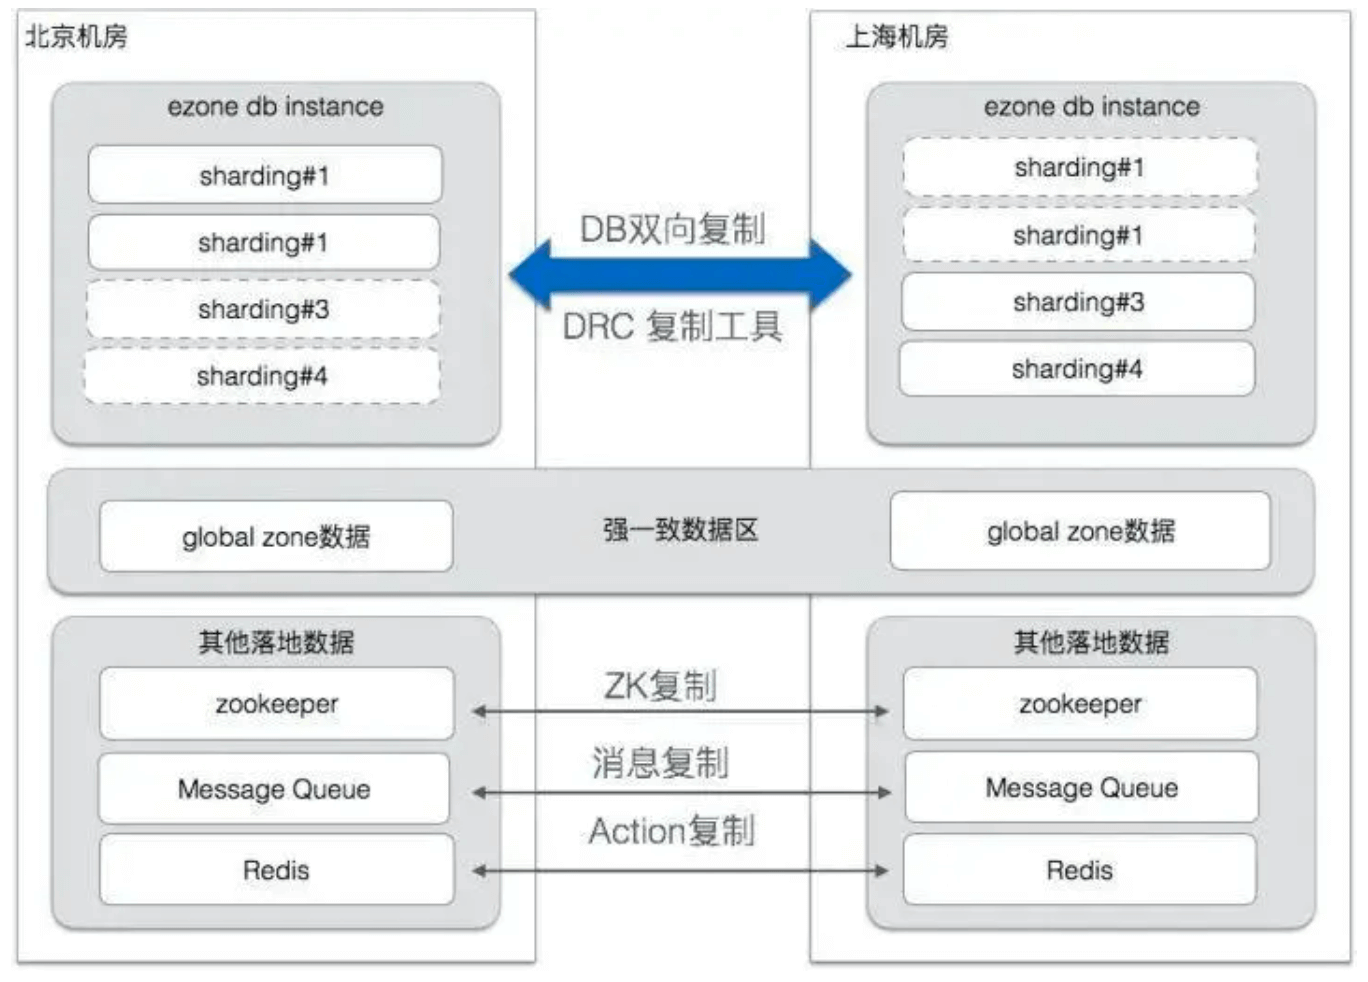 北京机房
ezone db instance
sharding#1
sharding#1
sharding#3
sharding#4
DB双向复制
DRC 复制工具
上海机房
ezone db instance
sharding#1
sharding#1
sharding#3
sharding#4
global zone数据
强一致数据区
global zone数据
其他落地数据
zookeeper
Message Queue
Redis
ZK复制
消息复制
Action复制
其他落地数据
zookeeper
Message Queue
Redis